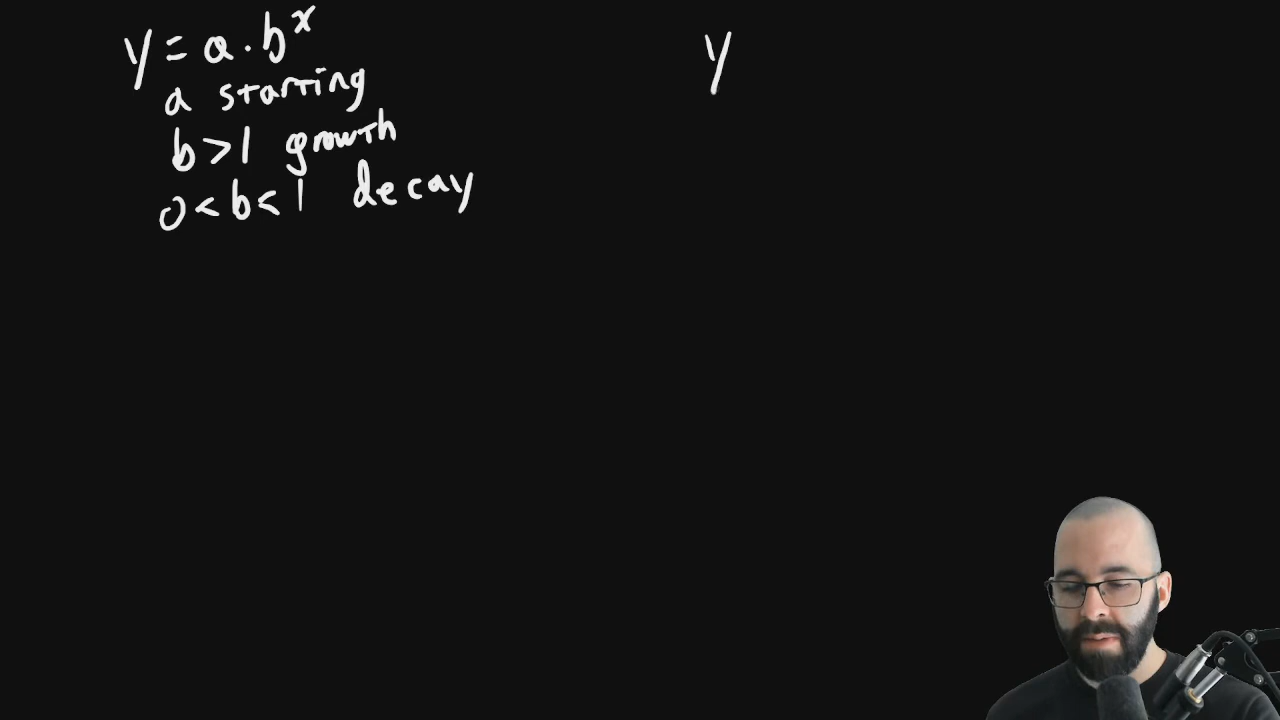 y = a · b^x
a starting
b > 1 growth
0 < b < 1 decay
y